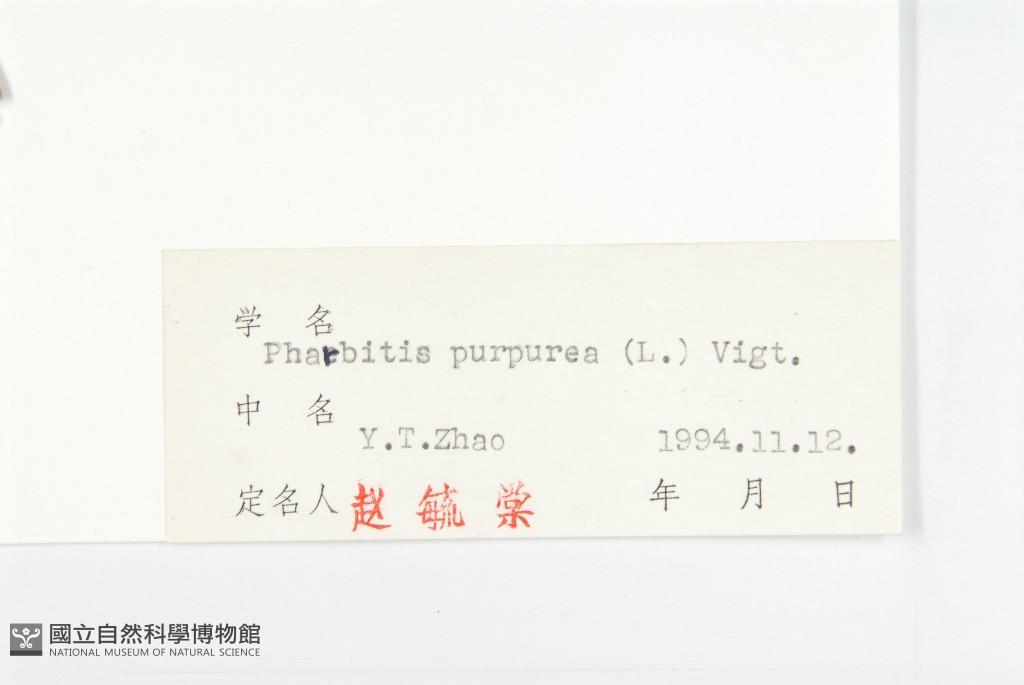 学 名
Pharbitis purpurea (L.) Vigt.
中 名
Y.T.Zhao 1994.11.12.
定名人 赵毓棠 年 月 日
國立自然科學博物館
NATIONAL MUSEUM OF NATURAL SCIENCE